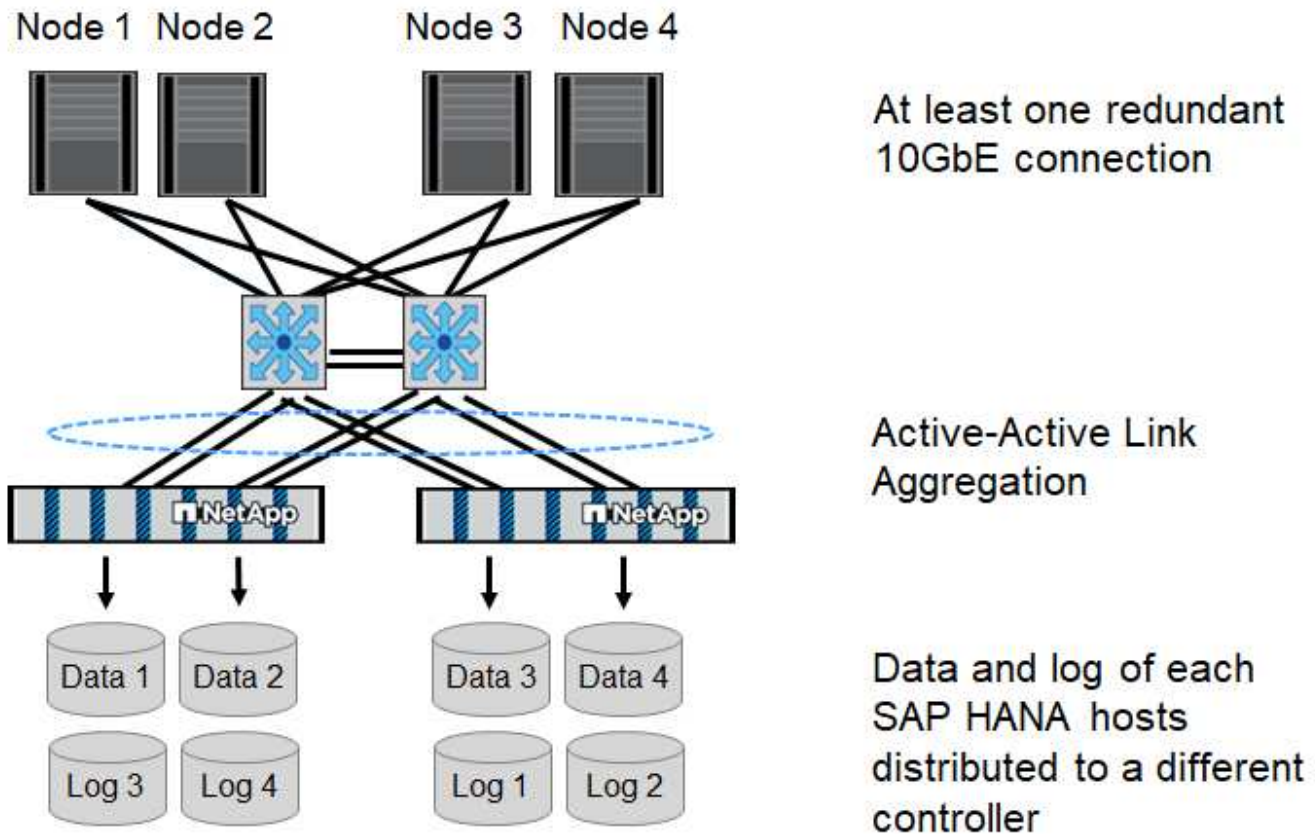 Node 1 Node 2 Node 3 Node 4
At least one redundant
10GbE connection
Active-Active Link
Aggregation
NetApp NetApp
Data 1 Data 2 Data 3 Data 4
Log 3 Log 4 Log 1 Log 2
Data and log of each
SAP HANA hosts
distributed to a different
controller